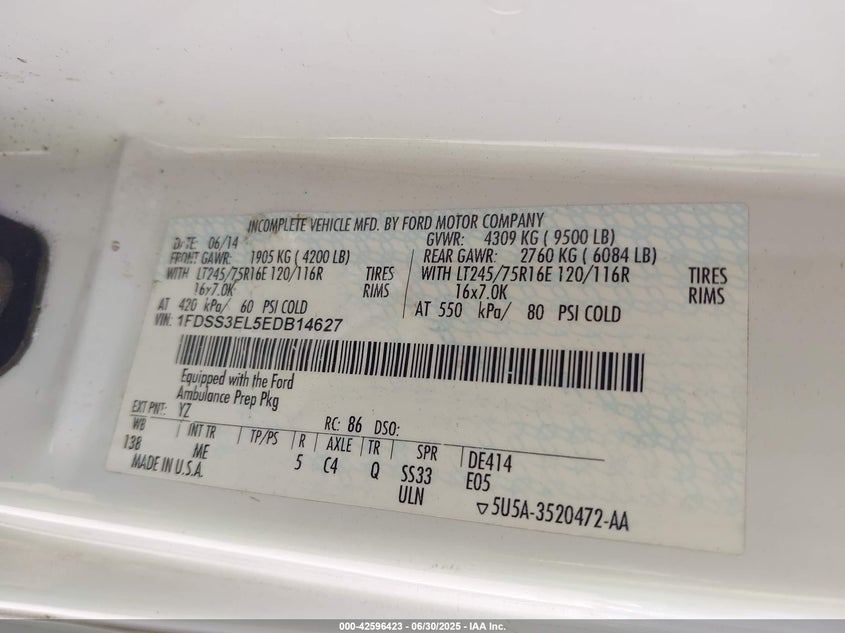 INCOMPLETE VEHICLE MFD. BY FORD MOTOR COMPANY
DATE: 06/14 GVWR: 4309 KG ( 9500 LB)
FRONT GAWR: 1905 KG ( 4200 LB) REAR GAWR: 2760 KG ( 6084 LB)
WITH LT245/75R16E 120/116R TIRES WITH LT245/75R16E 120/116R TIRES
16x7.0K RIMS 16x7.0K RIMS
AT 420 kPa/ 60 PSI COLD AT 550 kPa/ 80 PSI COLD
VIN: 1FDSS3EL5EDB14627
Equipped with the Ford
Ambulance Prep Pkg
EXT PNT: YZ RC: 86 DSO:
WB INT TR TP/PS R AXLE TR SPR DE414
138 ME 5 C4 Q SS33 E05
MADE IN U.S.A. ULN ▽5U5A-3520472-AA
000-42596423 - 06/30/2025 - IAA Inc.